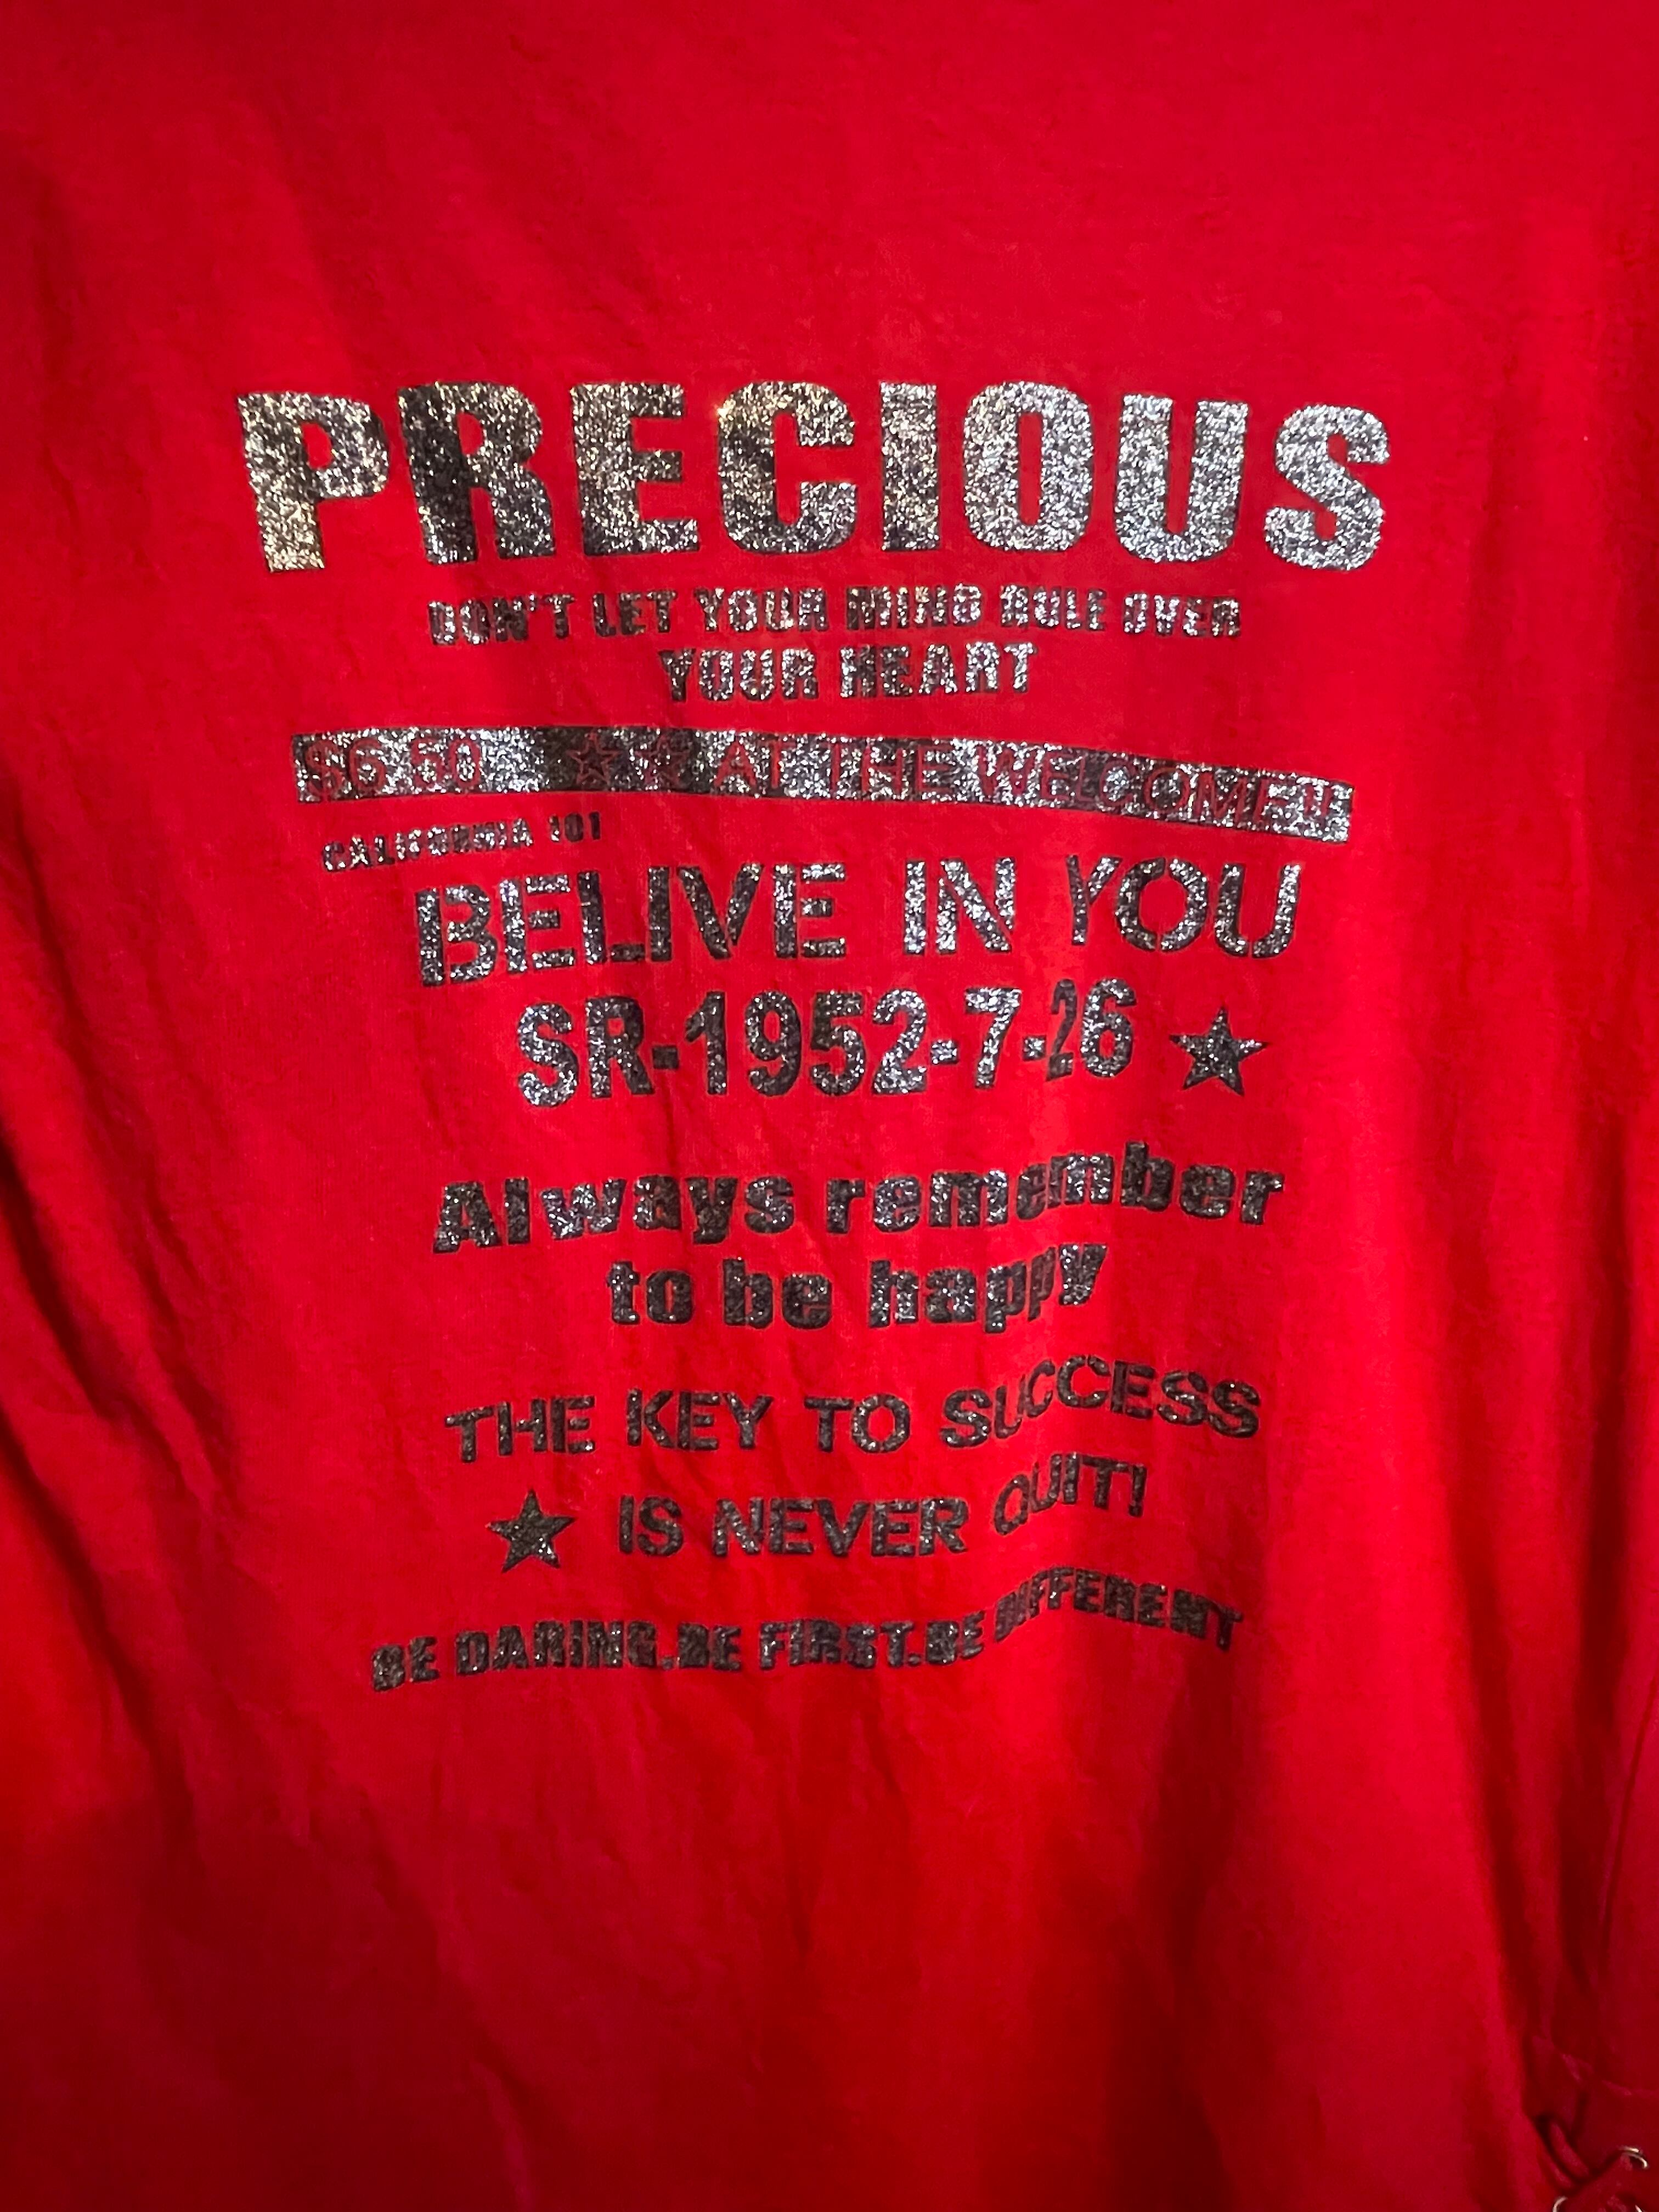 PRECIOUS
DON'T LET YOUR MIND RULE OVER
YOUR HEART
$6.50 ☆☆ AT THE WELCOME!!
CALIFORNIA 101
BELIVE IN YOU
SR-1952-7-26 ★
Always remember
to be happy
THE KEY TO SUCCESS
★ IS NEVER QUIT!
BE DARING.BE FIRST.BE DIFFERENT